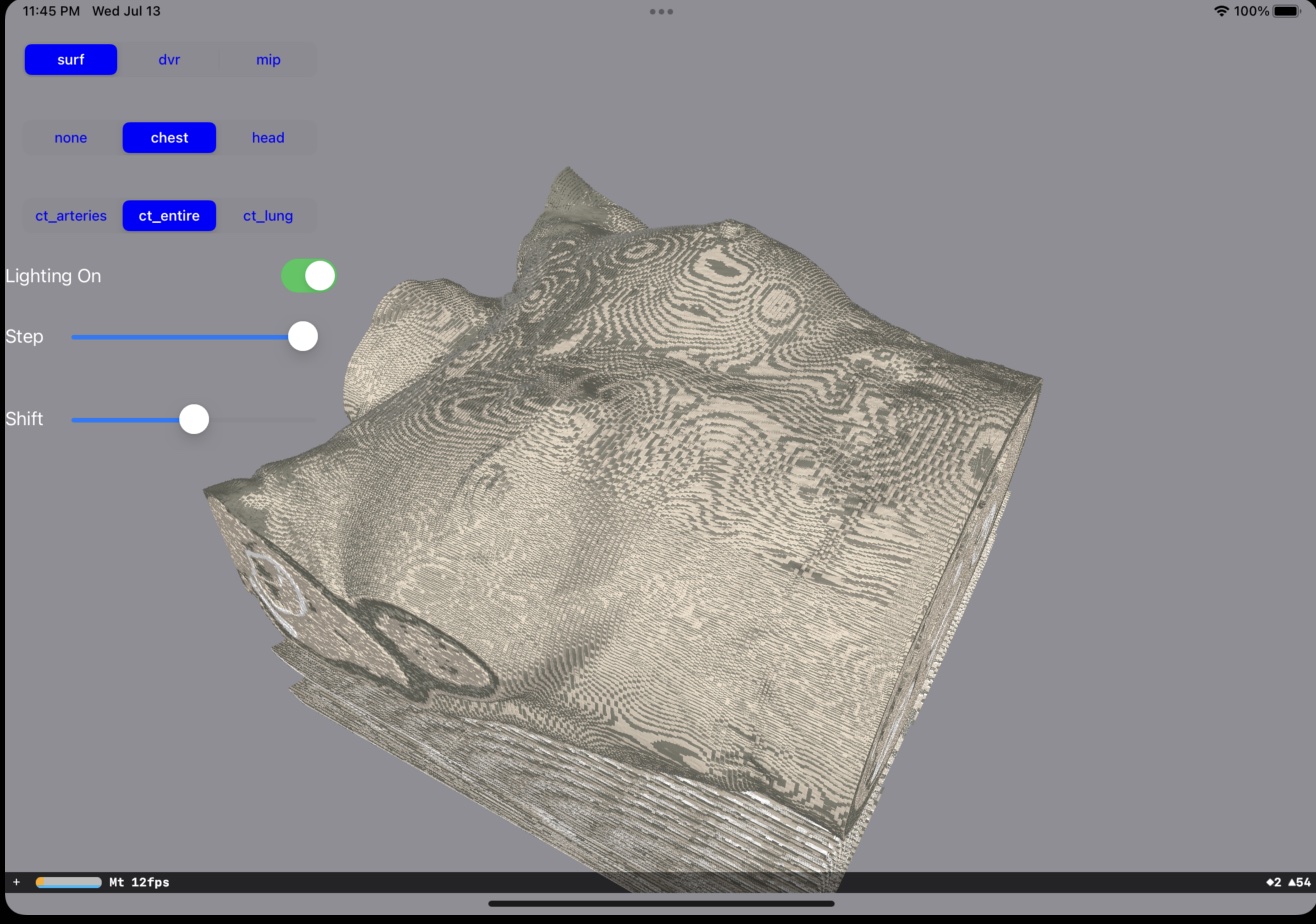 11:45 PM Wed Jul 13 100%
surf dvr mip
none chest head
ct_arteries ct_entire ct_lung
Lighting On
Step
Shift
+ Mt 12fps ◆2 ▲54